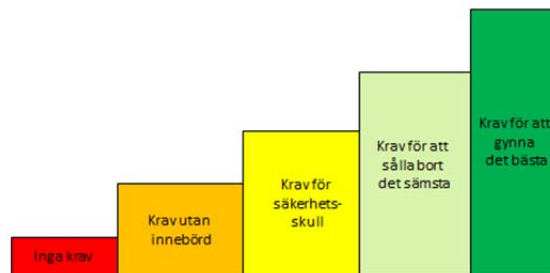 Inga krav
Krav utan
innebörd
Krav för
säkerhets-
skull
Krav för att
sålla bort
det sämsta
Krav för att
gynna
det bästa